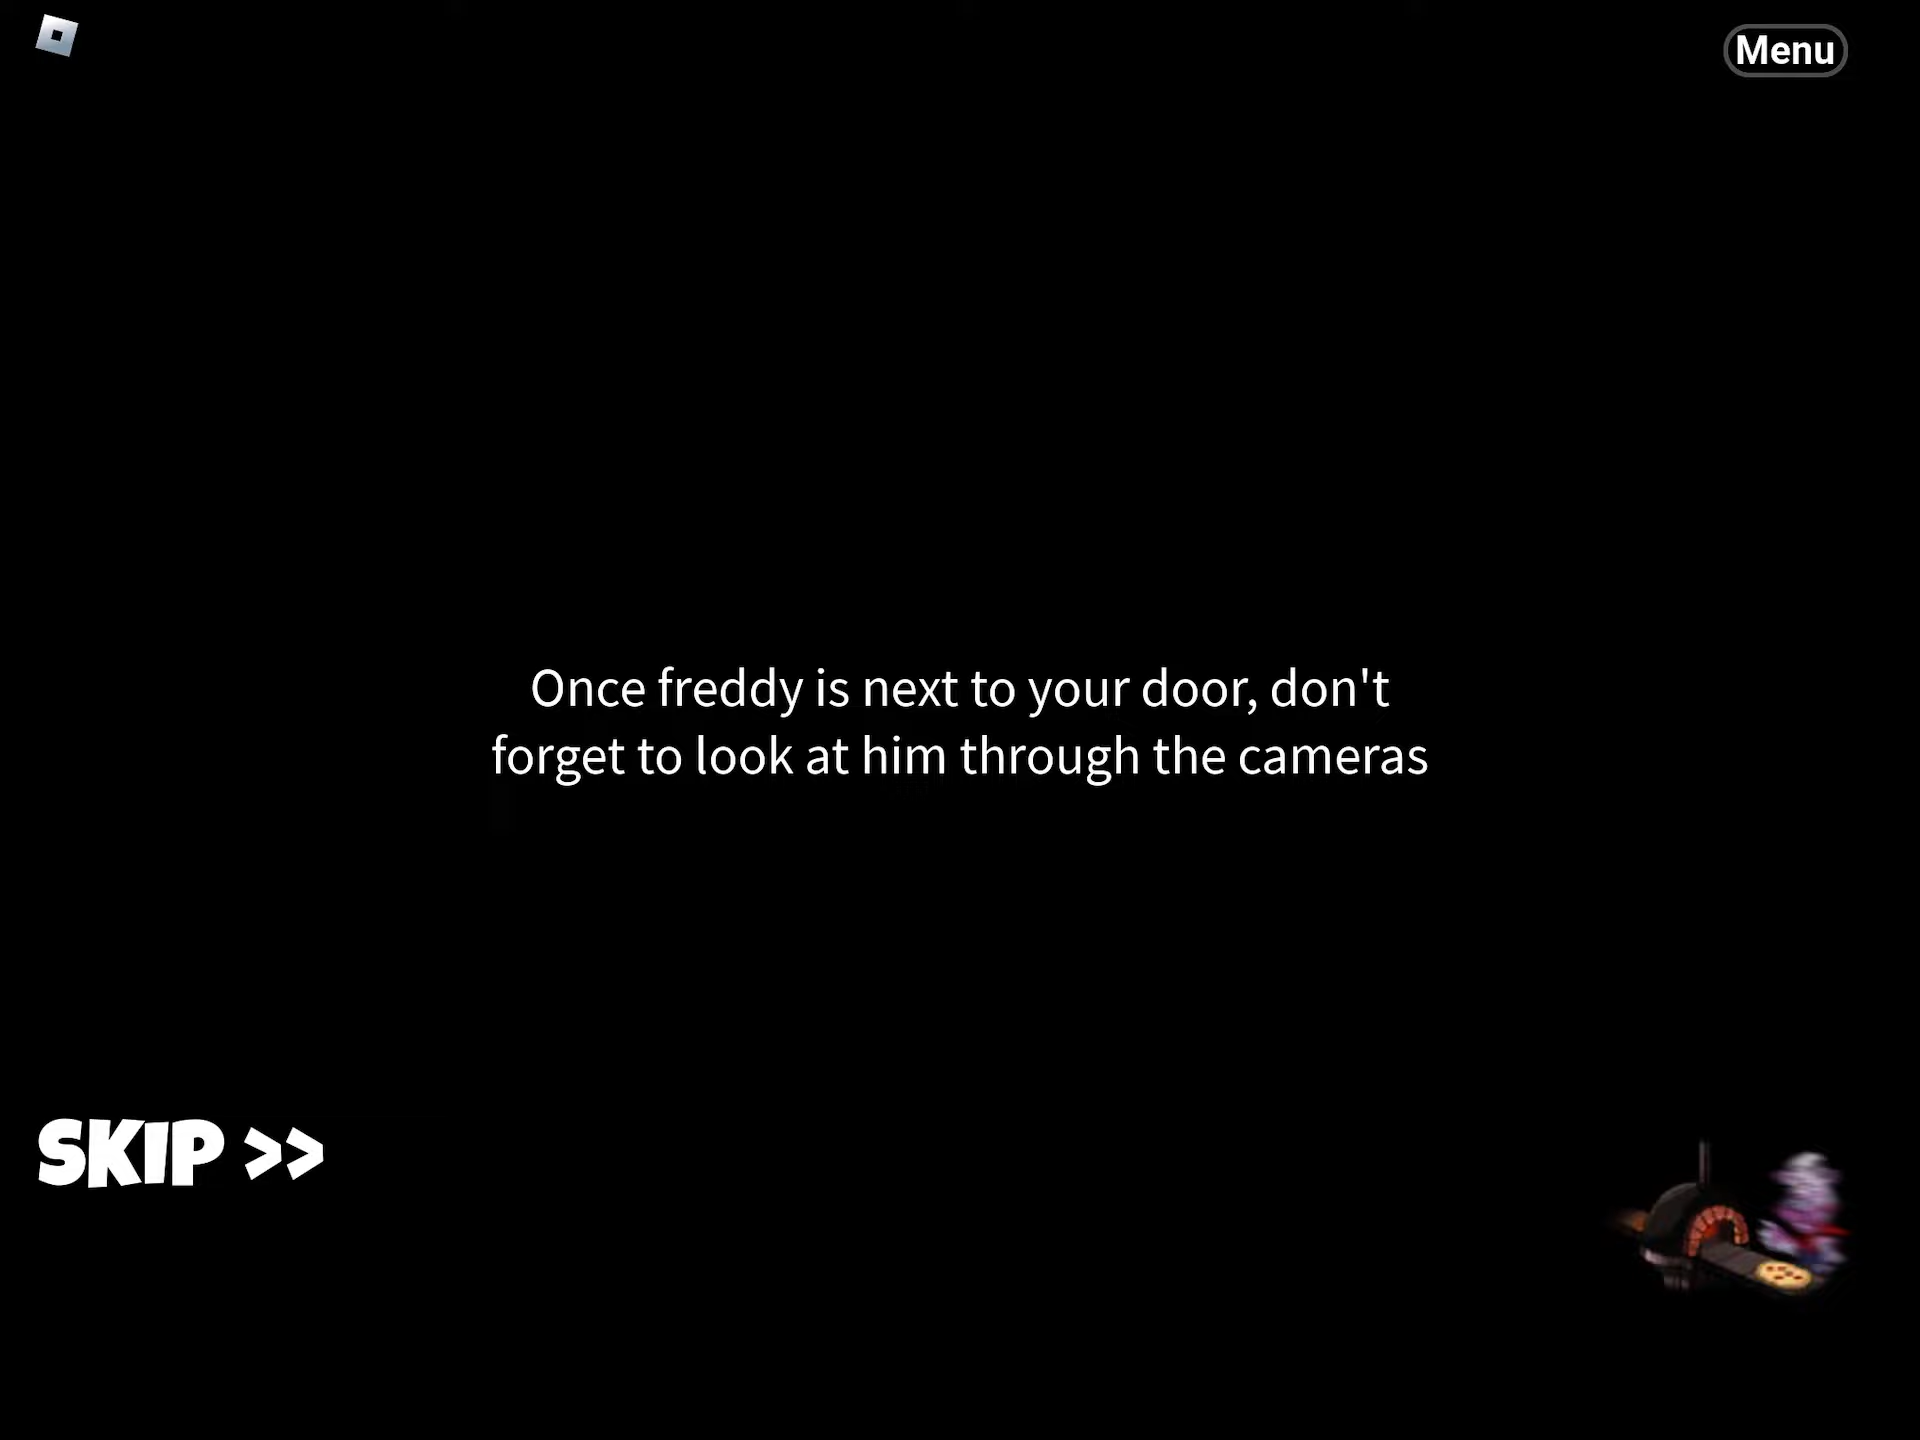 Menu
Once freddy is next to your door, don't
forget to look at him through the cameras
SKIP >>